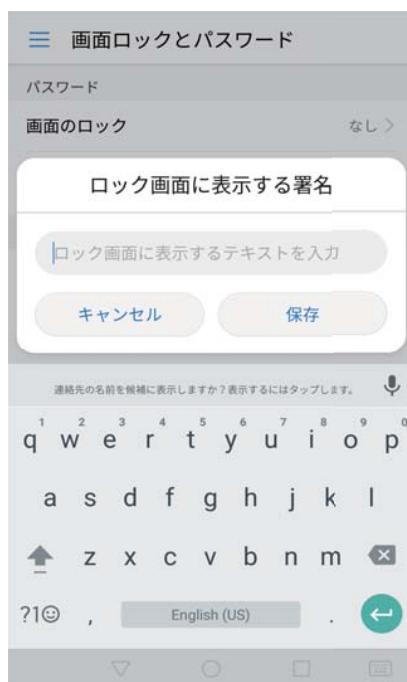 画面ロックとパスワード
パスワード
画面のロック なし
ロック画面に表示する署名
ロック画面に表示するテキストを入力
キャンセル 保存
連絡先の名前を候補に表示しますか?表示するにはタップします。
1 2 3 4 5 6 7 8 9 0
q w e r t y u i o p
a s d f g h j k l
z x c v b n m
?1☺ , English (US) .